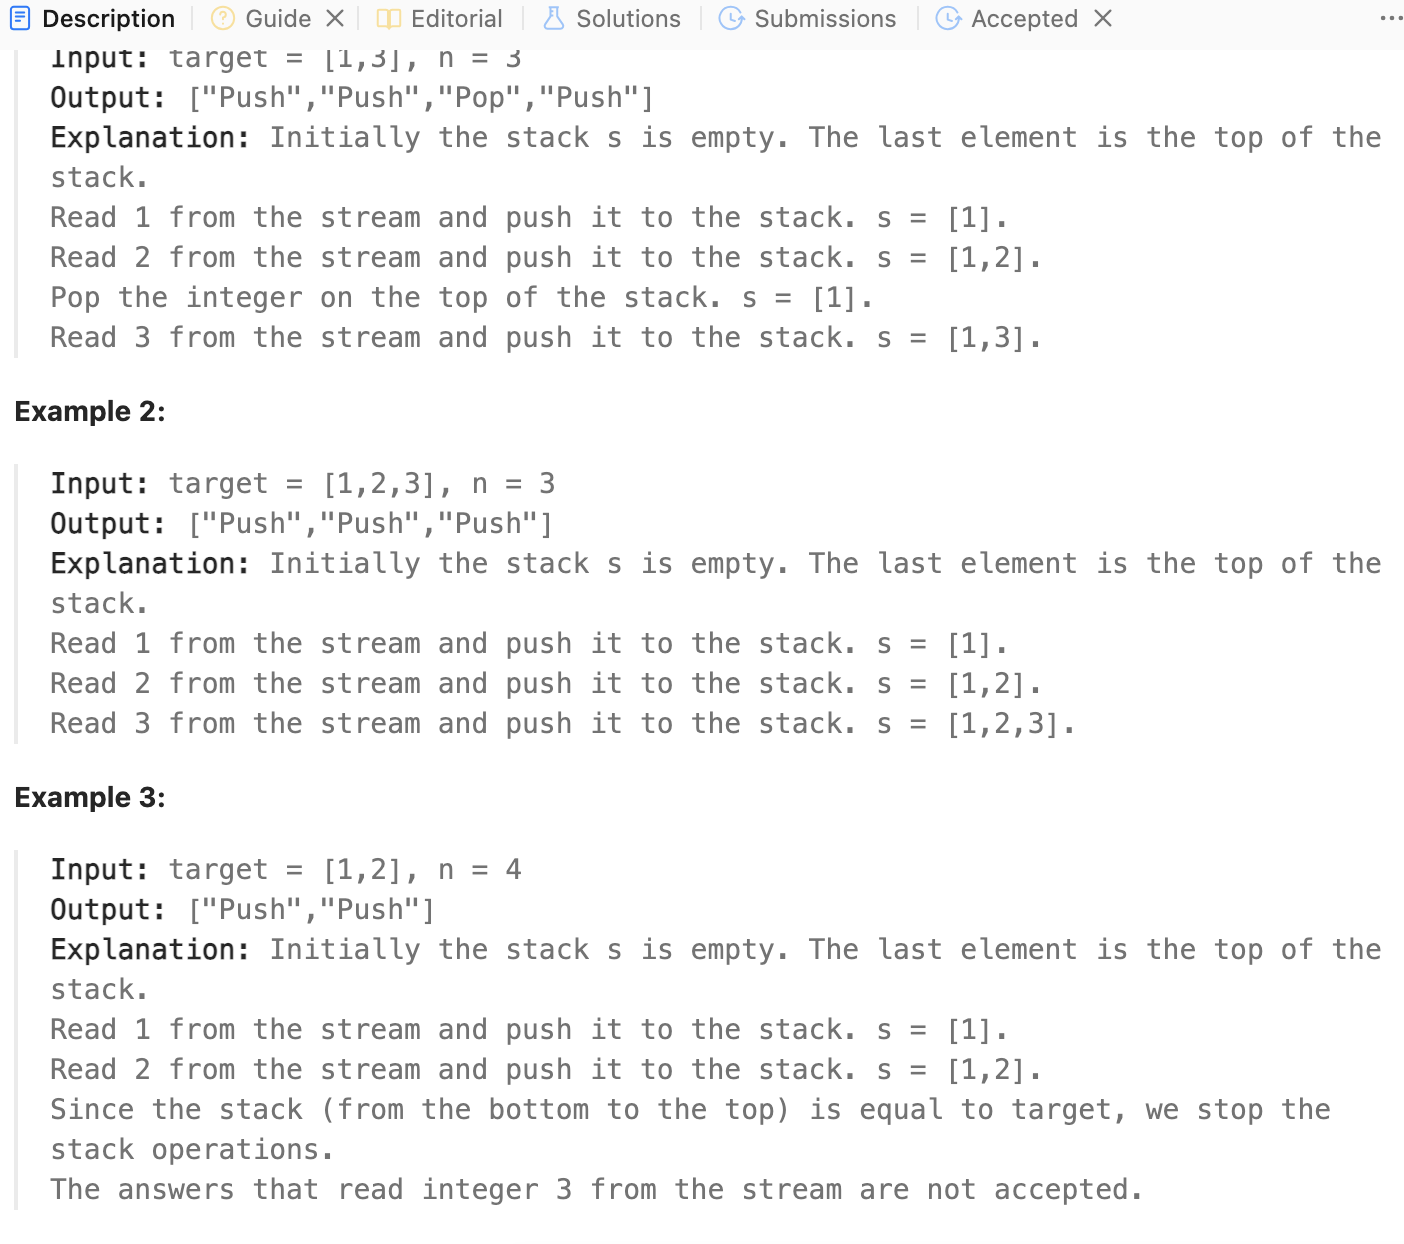 Description
Guide
Editorial
Solutions
Submissions
Accepted
Input: target = [1,3], n = 3
Output: ["Push","Push","Pop","Push"]
Explanation: Initially the stack s is empty. The last element is the top of the
stack.
Read 1 from the stream and push it to the stack. s = [1].
Read 2 from the stream and push it to the stack. s = [1,2].
Pop the integer on the top of the stack. s = [1].
Read 3 from the stream and push it to the stack. s = [1,3].
Example 2:
Input: target = [1,2,3], n = 3
Output: ["Push","Push","Push"]
Explanation: Initially the stack s is empty. The last element is the top of the
stack.
Read 1 from the stream and push it to the stack. s = [1].
Read 2 from the stream and push it to the stack. s = [1,2].
Read 3 from the stream and push it to the stack. s = [1,2,3].
Example 3:
Input: target = [1,2], n = 4
Output: ["Push","Push"]
Explanation: Initially the stack s is empty. The last element is the top of the
stack.
Read 1 from the stream and push it to the stack. s = [1].
Read 2 from the stream and push it to the stack. s = [1,2].
Since the stack (from the bottom to the top) is equal to target, we stop the
stack operations.
The answers that read integer 3 from the stream are not accepted.